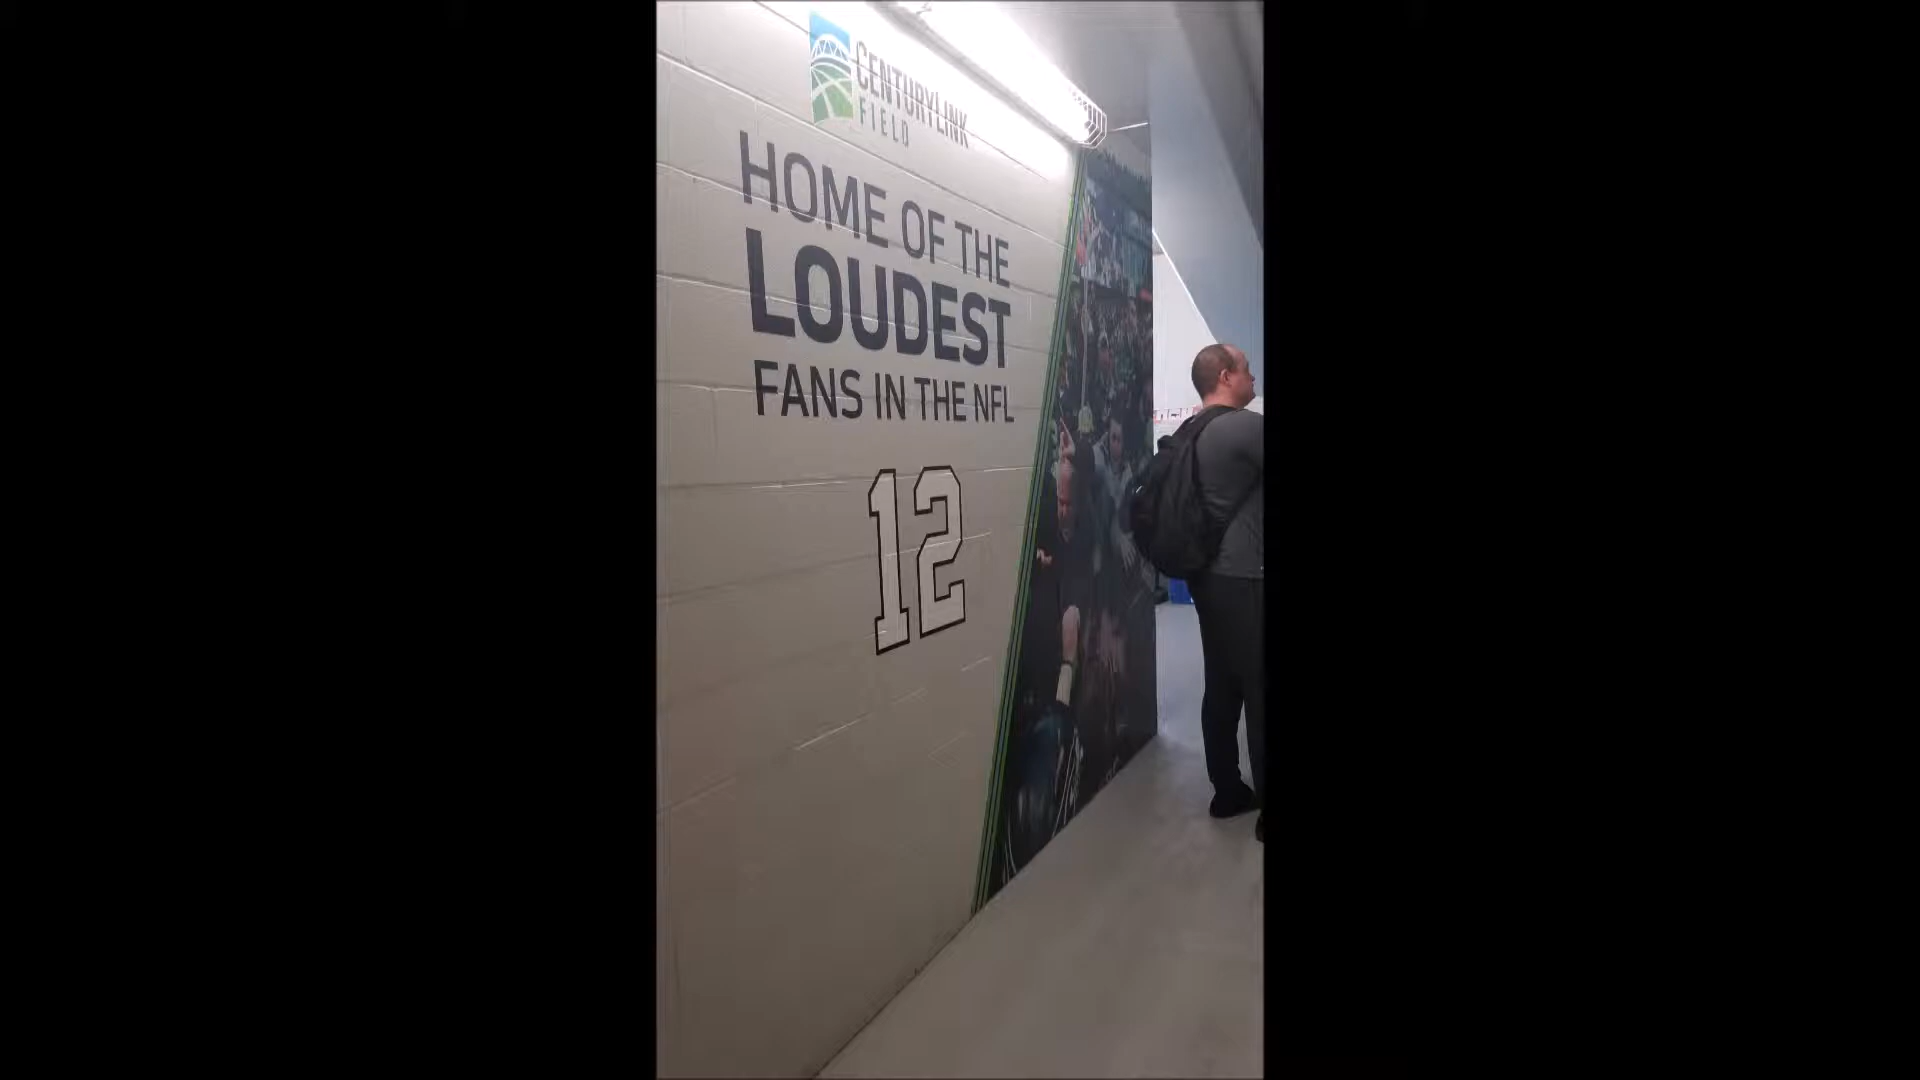 CENTURYLINK
FIELD
HOME OF THE
LOUDEST
FANS IN THE NFL
12